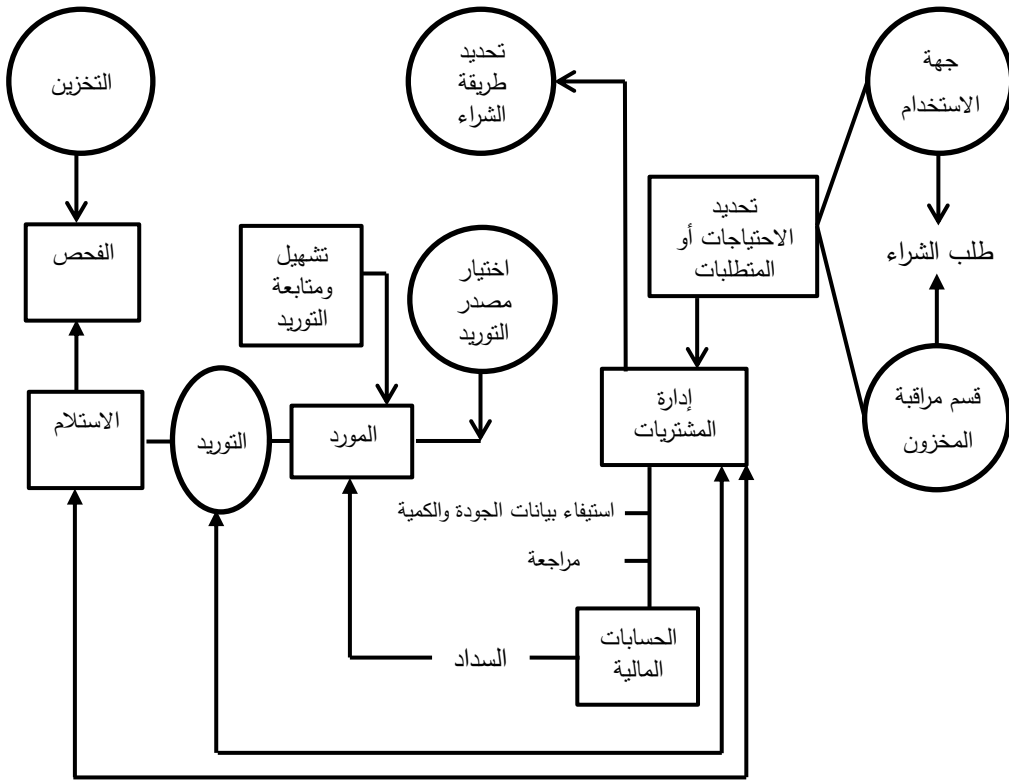 جهة
الاستخدام
تحديد
طريقة
الشراء
التخزين
تحديد
الاحتياجات أو
المتطلبات
طلب الشراء
الفحص
تشهيل
ومتابعة
التوريد
اختيار
مصدر
التوريد
قسم مراقبة
المخزون
إدارة
المشتريات
المورد
التوريد
الاستلام
استيفاء بيانات الجودة والكمية
مراجعة
الحسابات
المالية
السداد